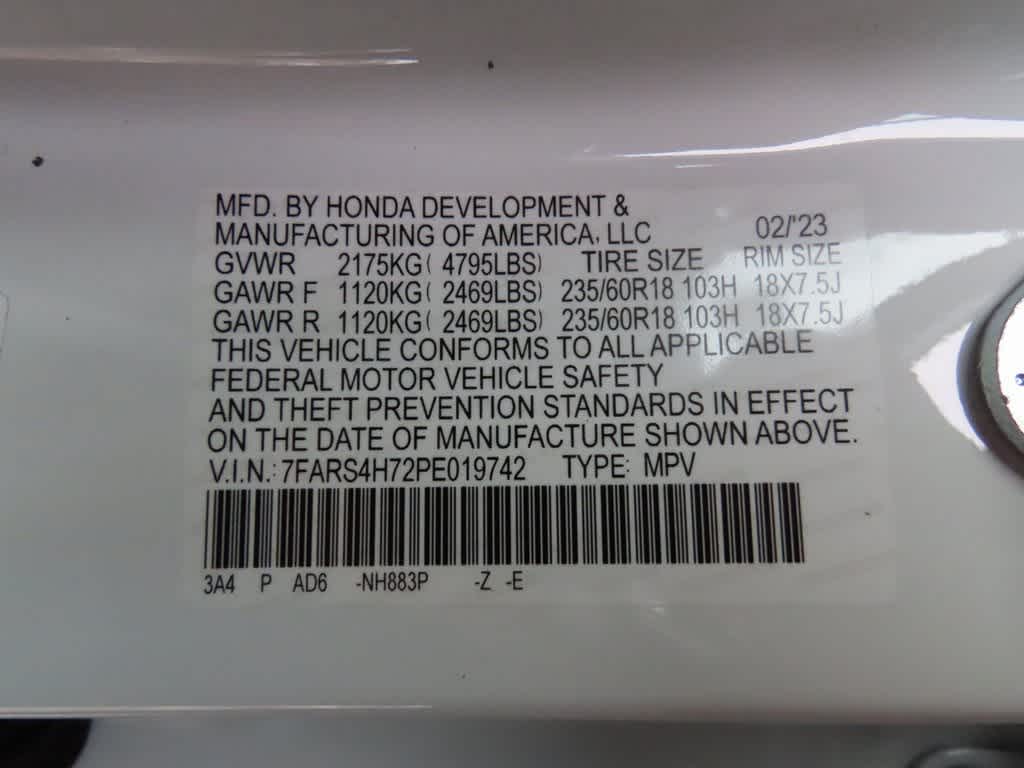 MFD. BY HONDA DEVELOPMENT &
MANUFACTURING OF AMERICA, LLC 02/'23
GVWR 2175KG( 4795LBS) TIRE SIZE RIM SIZE
GAWR F 1120KG( 2469LBS) 235/60R18 103H 18X7.5J
GAWR R 1120KG( 2469LBS) 235/60R18 103H 18X7.5J
THIS VEHICLE CONFORMS TO ALL APPLICABLE
FEDERAL MOTOR VEHICLE SAFETY
AND THEFT PREVENTION STANDARDS IN EFFECT
ON THE DATE OF MANUFACTURE SHOWN ABOVE.
V.I.N.: 7FARS4H72PE019742 TYPE: MPV
3A4 P AD6 -NH883P -Z -E